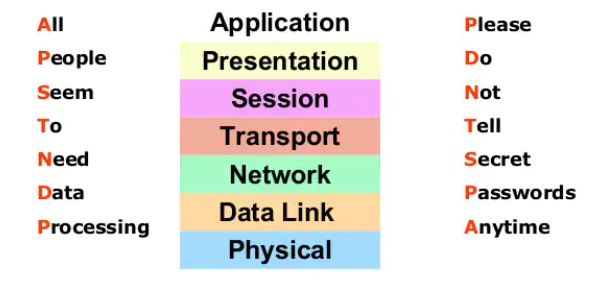 All Application Please
People Presentation Do
Seem Session Not
To Transport Tell
Need Network Secret
Data Data Link Passwords
Processing Physical Anytime